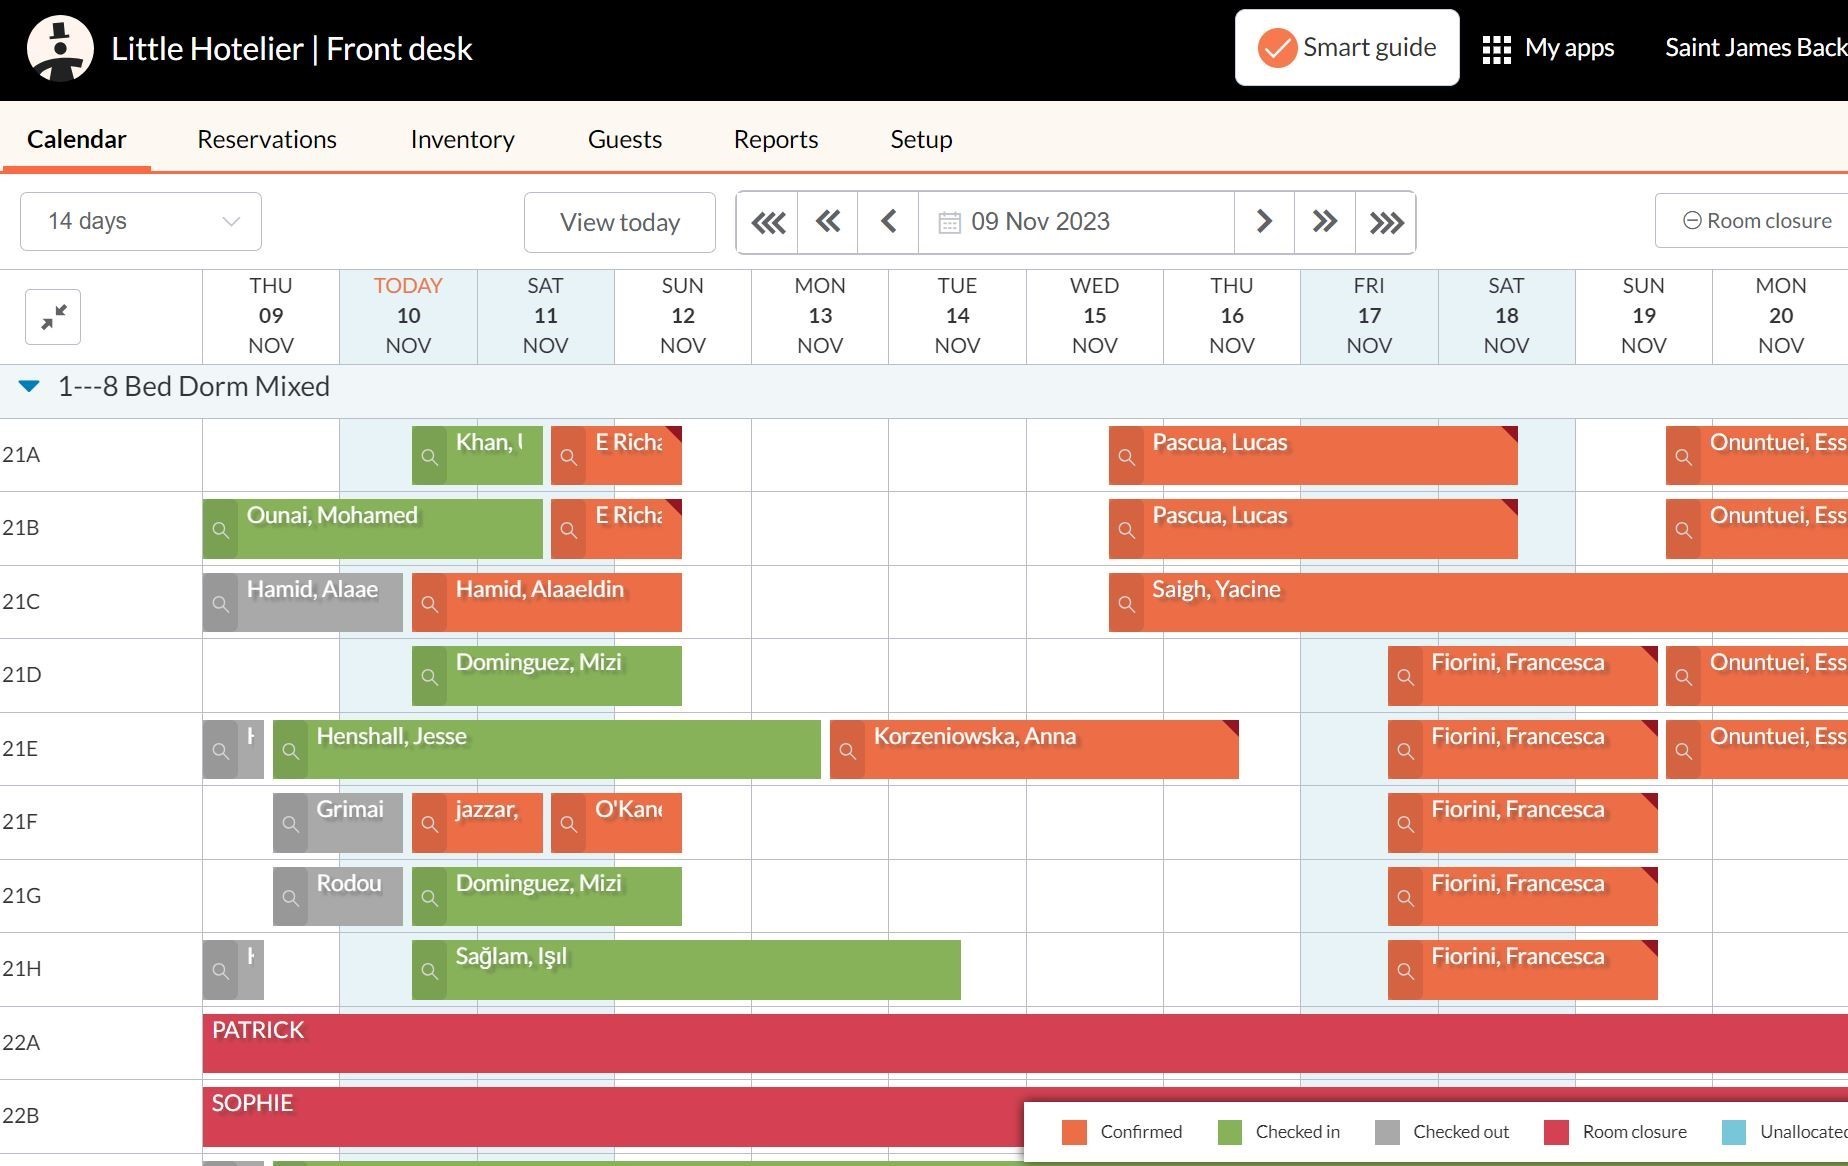 Little Hotelier | Front desk
Smart guide
My apps
Saint James Back
Calendar Reservations Inventory Guests Reports Setup
14 days
View today
09 Nov 2023
Room closure
THU TODAY SAT SUN MON TUE WED THU FRI SAT SUN MON
09 10 11 12 13 14 15 16 17 18 19 20
NOV NOV NOV NOV NOV NOV NOV NOV NOV NOV NOV NOV
1---8 Bed Dorm Mixed
21A Khan, E Richa Pascua, Lucas Onuntuei, Ess
21B Ounai, Mohamed E Richa Pascua, Lucas Onuntuei, Ess
21C Hamid, Alaae Hamid, Alaaeldin Saigh, Yacine
21D Dominguez, Mizi Fiorini, Francesca Onuntuei, Ess
21E Henshall, Jesse Korzeniowska, Anna Fiorini, Francesca Onuntuei, Ess
21F Grimai jazzar, O'Kane Fiorini, Francesca
21G Rodou Dominguez, Mizi Fiorini, Francesca
21H Sağlam, Işıl Fiorini, Francesca
22A PATRICK
22B SOPHIE
Confirmed Checked in Checked out Room closure Unallocated